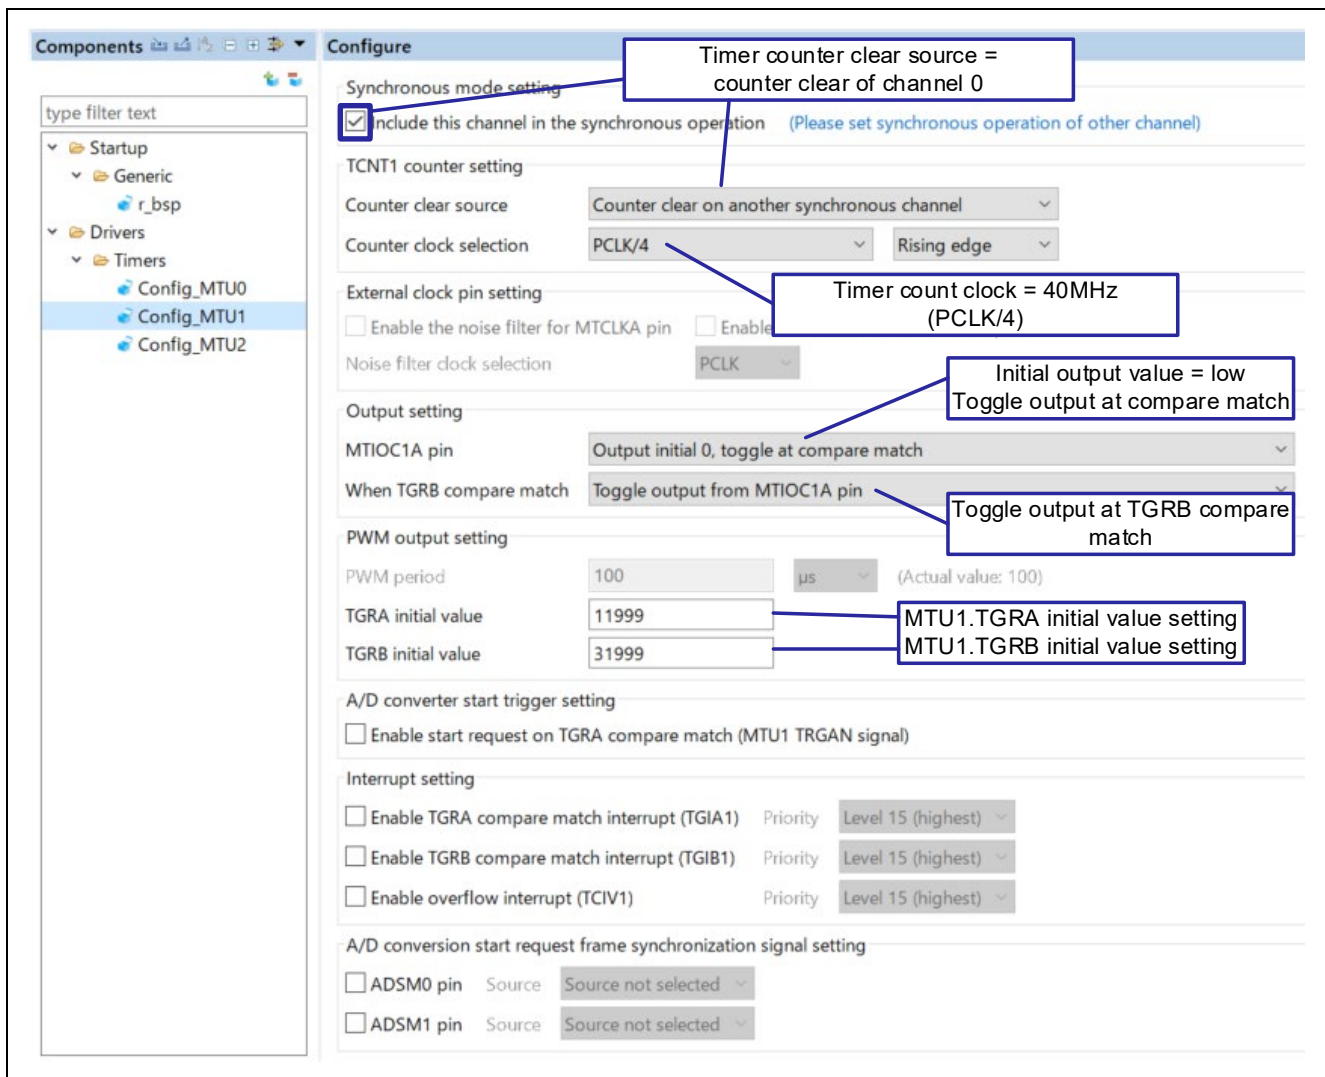 Components
Configure
type filter text
Startup
Generic
r_bsp
Drivers
Timers
Config_MTU0
Config_MTU1
Config_MTU2
Timer counter clear source =
counter clear of channel 0
Synchronous mode setting
Include this channel in the synchronous operation (Please set synchronous operation of other channel)
TCNT1 counter setting
Counter clear source Counter clear on another synchronous channel
Counter clock selection PCLK/4 Rising edge
Timer count clock = 40MHz
(PCLK/4)
External clock pin setting
Enable the noise filter for MTCLKA pin Enable
Noise filter clock selection PCLK
Initial output value = low
Toggle output at compare match
Output setting
MTIOC1A pin Output initial 0, toggle at compare match
When TGRB compare match Toggle output from MTIOC1A pin
Toggle output at TGRB compare
match
PWM output setting
PWM period 100 µs (Actual value: 100)
TGRA initial value 11999
MTU1.TGRA initial value setting
TGRB initial value 31999
MTU1.TGRB initial value setting
A/D converter start trigger setting
Enable start request on TGRA compare match (MTU1 TRGAN signal)
Interrupt setting
Enable TGRA compare match interrupt (TGIA1) Priority Level 15 (highest)
Enable TGRB compare match interrupt (TGIB1) Priority Level 15 (highest)
Enable overflow interrupt (TCIV1) Priority Level 15 (highest)
A/D conversion start request frame synchronization signal setting
ADSM0 pin Source Source not selected
ADSM1 pin Source Source not selected